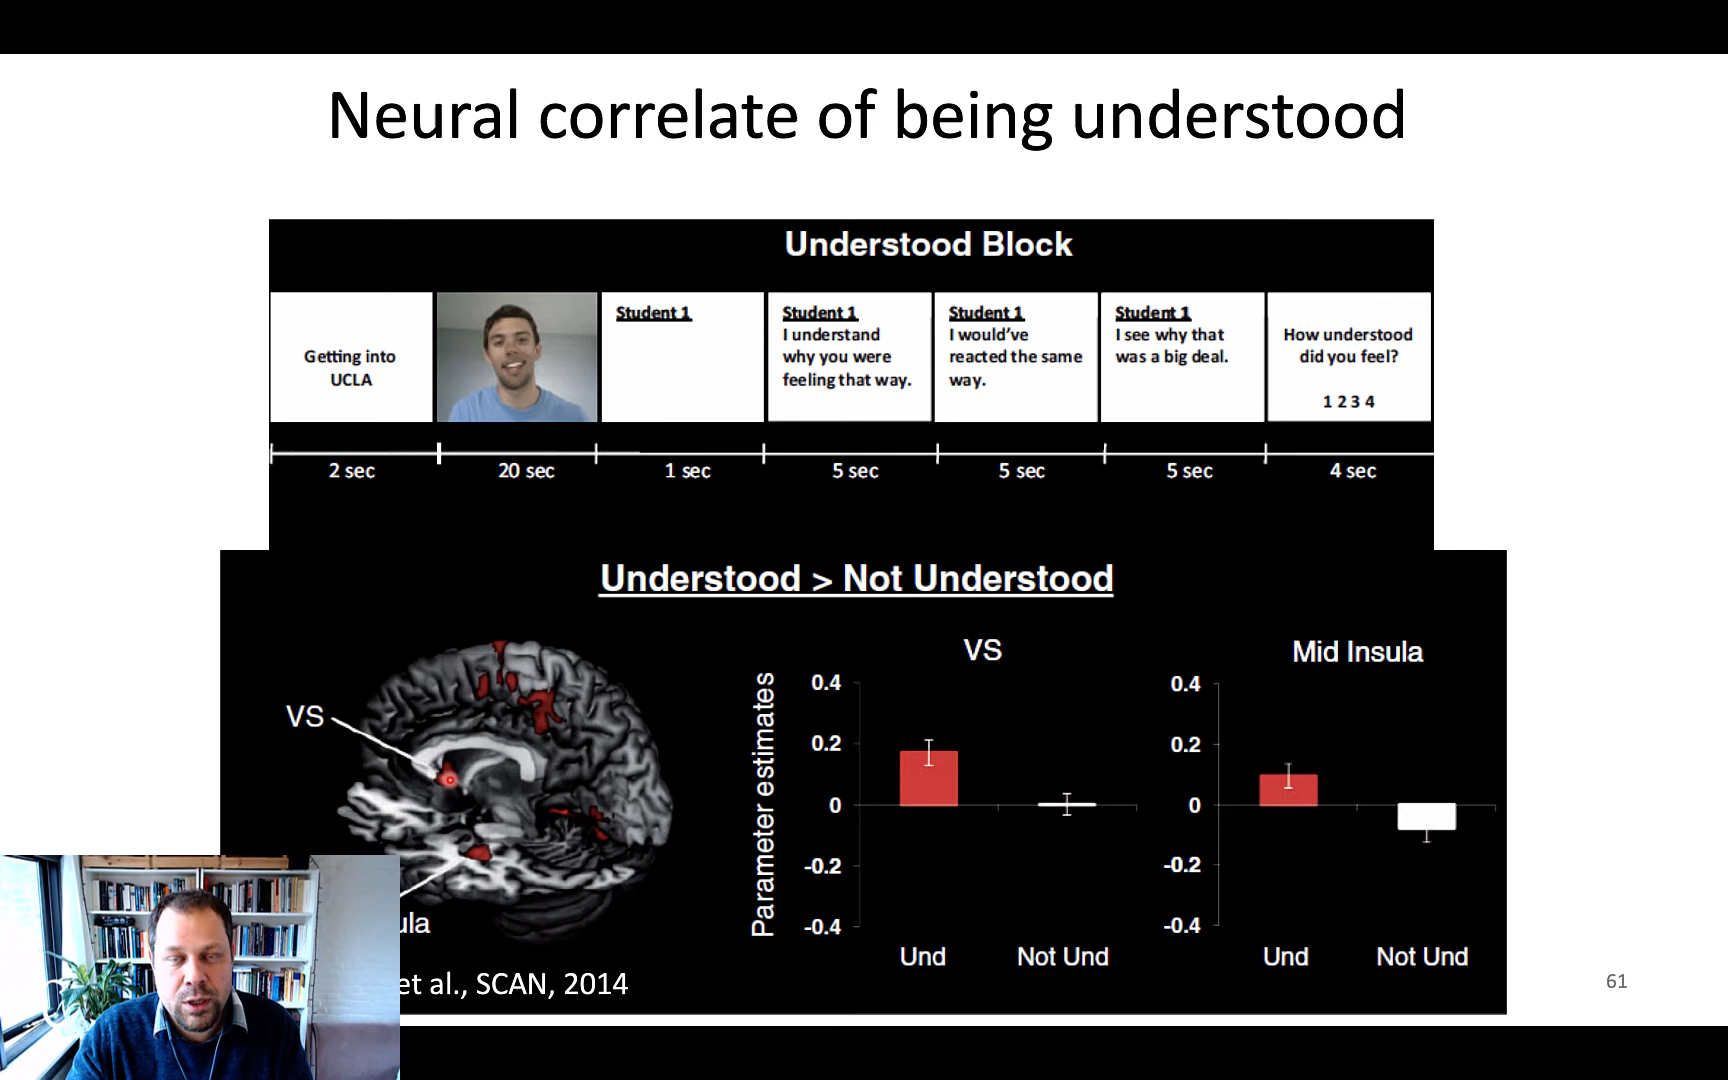 Neural correlate of being understood
Understood Block
Getting into
UCLA
Student 1
Student 1
I understand
why you were
feeling that way.
Student 1
I would've
reacted the same
way.
Student 1
I see why that
was a big deal.
How understood
did you feel?
1 2 3 4
2 sec
20 sec
1 sec
5 sec
5 sec
5 sec
4 sec
Understood > Not Understood
VS
ula
Parameter estimates
VS
0.4
0.2
0
-0.2
-0.4
Und
Not Und
Mid Insula
0.4
0.2
0
-0.2
-0.4
Und
Not Und
et al., SCAN, 2014
61